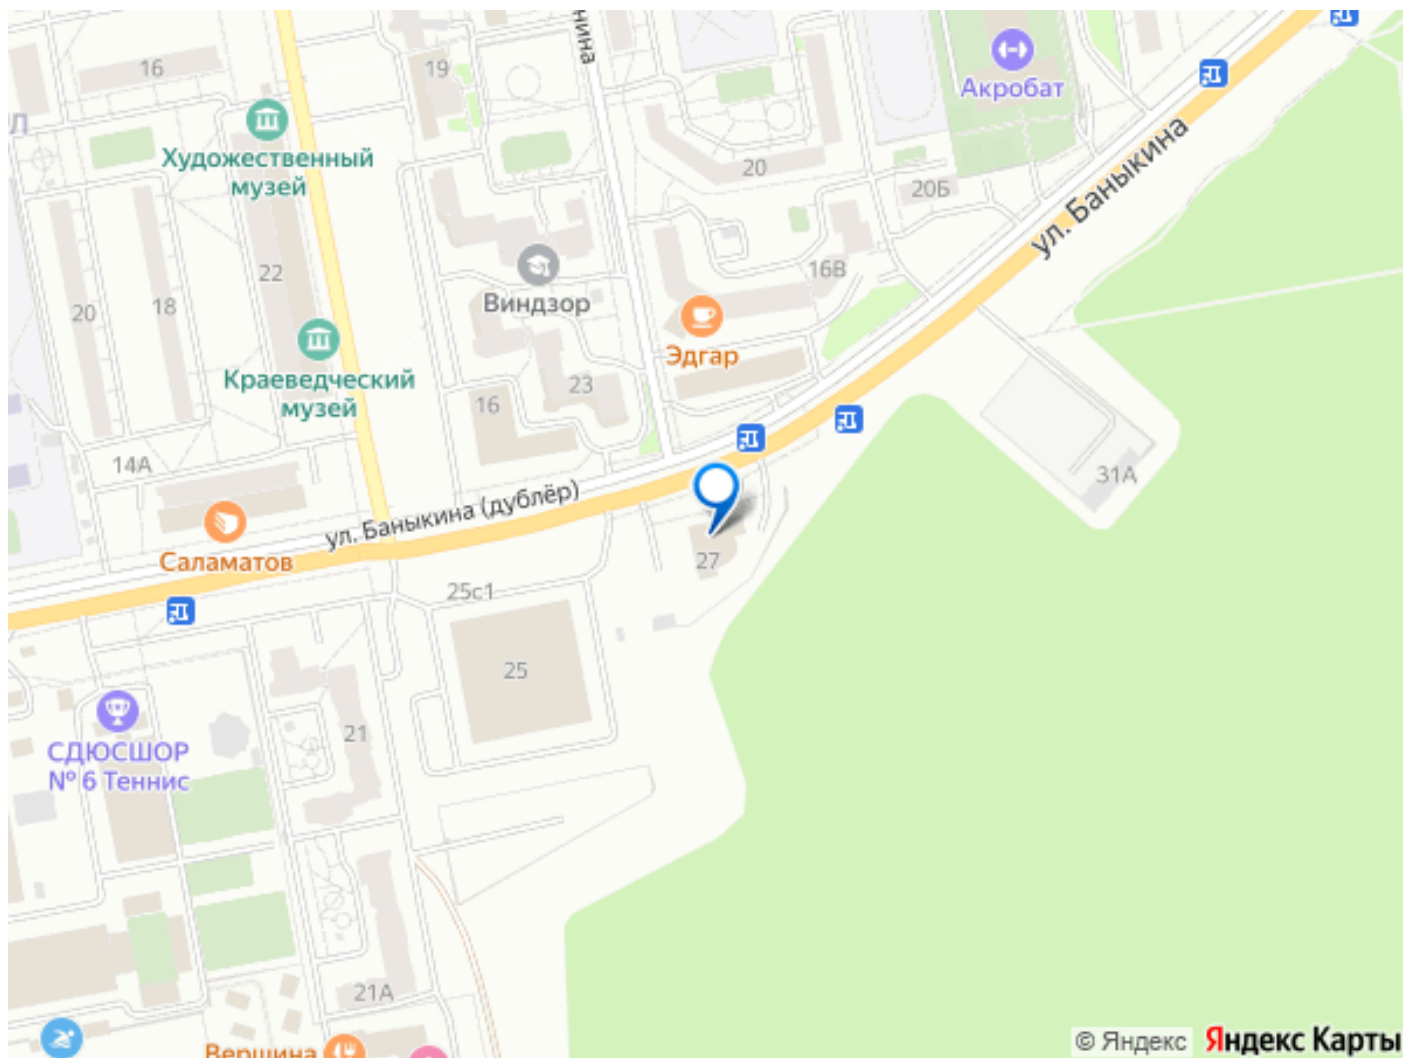 нина
19
16
Акробат
Л
Художественный
музей
20
20Б
ул. Баныкина
22
16В
Виндзор
20
18
Эдгар
Краеведческий
музей
23
16
14А
31А
ул. Баныкина (дублёр)
Саламатов
27
25с1
25
21
СДЮСШОР
№ 6 Теннис
21А
Вершина
© Яндекс Яндекс Карты